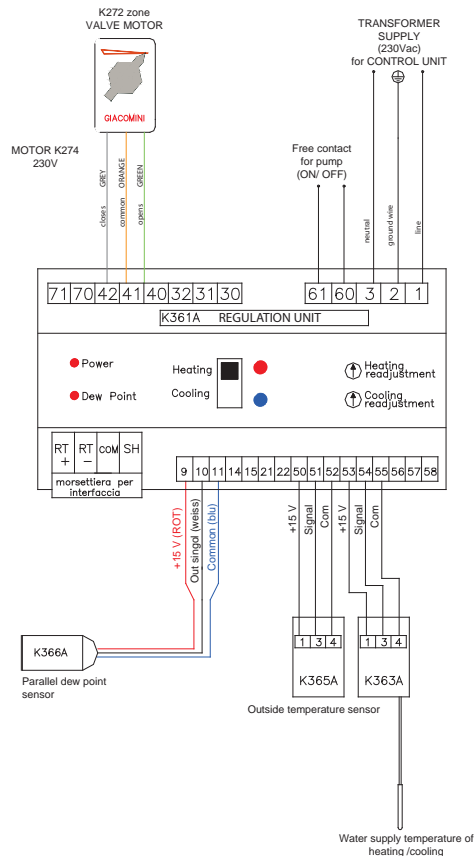 K272 zone
VALVE MOTOR
TRANSFORMER
SUPPLY
(230Vac)
for CONTROL UNIT
GIACOMINI
MOTOR K274
230V
Free contact
for pump
(ON/ OFF)
closes GREY
common ORANGE
opens GREEN
neutral
ground wire
line
71 70 42 41 40 32 31 30
61 60 3 2 1
K361A REGULATION UNIT
Power
Dew Point
Heating
Cooling
Heating
readjustment
Cooling
readjustment
RT + RT - COM SH
morsettiera per
interfaccia
9 10 11 14 15 21 22 50 51 52 53 54 55 56 57 58
+15 V (ROT)
Out singol (weiss)
Common (blu)
+15 V
Signal
Com
+15 V
Signal
Com
K366A
Parallel dew point
sensor
1 3 4
K365A
1 3 4
K363A
Outside temperature sensor
Water supply temperature of
heating /cooling